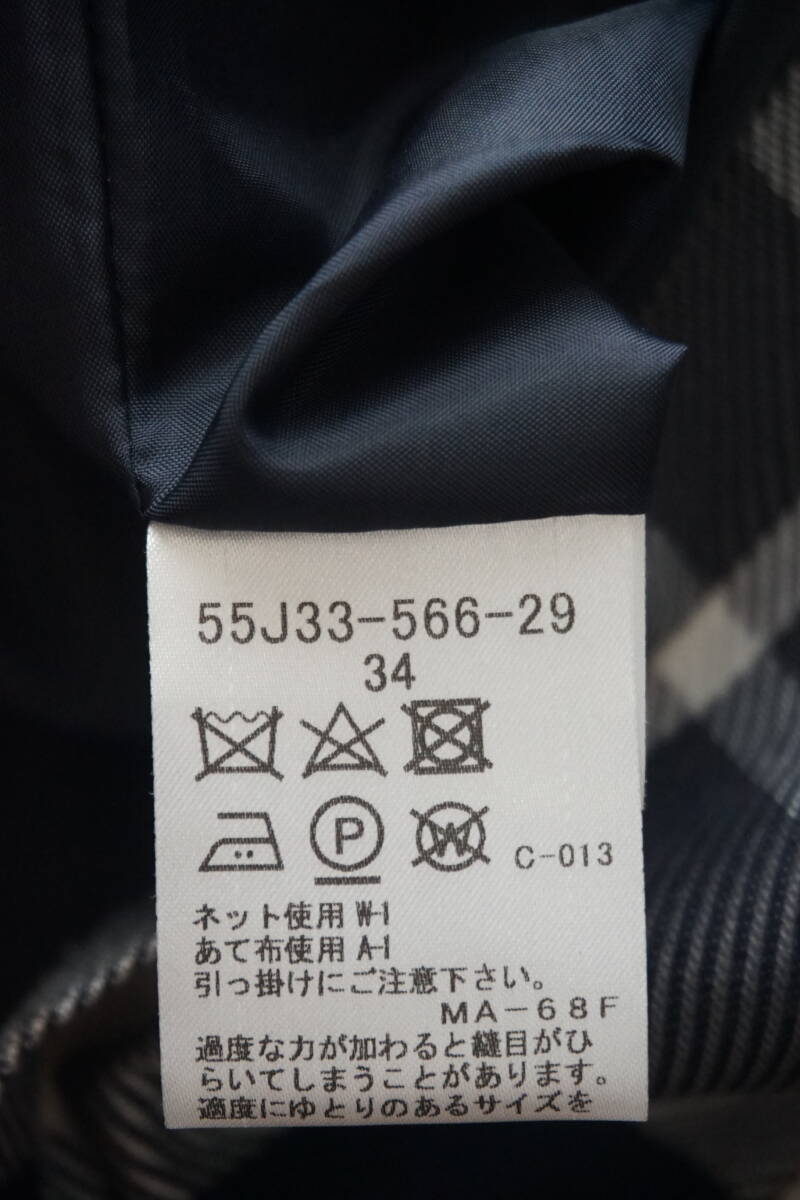 55J33-566-29
34
P
W
C-013
ネット使用 W-1
あて布使用 A-1
引っ掛けにご注意下さい。
MA-68F
過度な力が加わると縫目がひ
らいてしまうことがあります。
適度にゆとりのあるサイズを